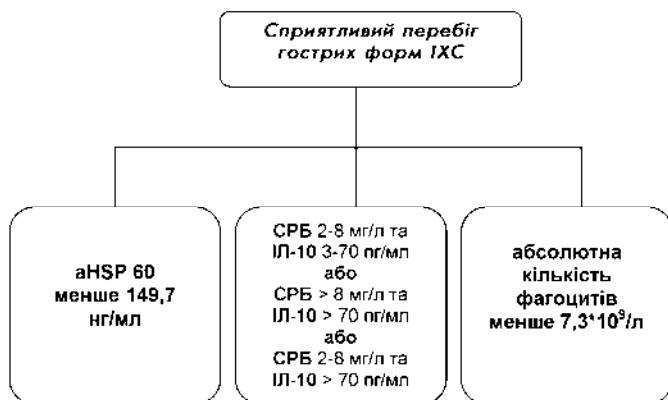 Сприятливий перебіг
гострих форм ІХС
аHSP 60
менше 149,7
нг/мл
СРБ 2-8 мг/л та
ІЛ-10 3-70 пг/мл
або
СРБ > 8 мг/л та
ІЛ-10 > 70 пг/мл
або
СРБ 2-8 мг/л та
ІЛ-10 > 70 пг/мл
абсолютна
кількість
фагоцитів
менше 7,3*10⁹/л